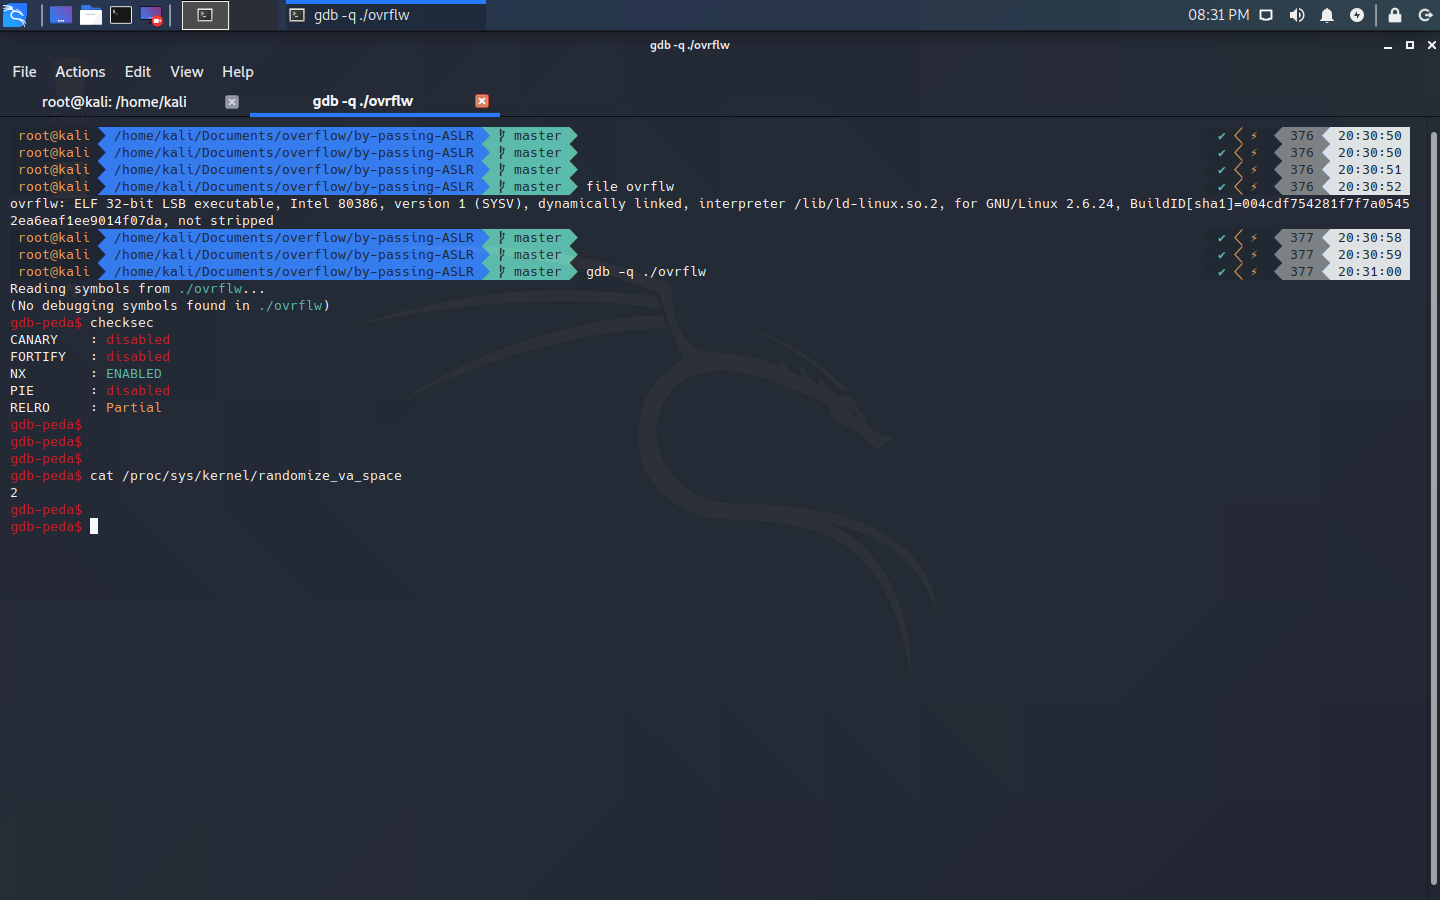 gdb -q ./ovrflw
08:31 PM
gdb -q ./ovrflw
File Actions Edit View Help
root@kali: /home/kali
gdb -q ./ovrflw
root@kali /home/kali/Documents/overflow/by-passing-ASLR master ✔ ⚡ 376 20:30:50
root@kali /home/kali/Documents/overflow/by-passing-ASLR master ✔ ⚡ 376 20:30:50
root@kali /home/kali/Documents/overflow/by-passing-ASLR master ✔ ⚡ 376 20:30:51
root@kali /home/kali/Documents/overflow/by-passing-ASLR master file ovrflw ✔ ⚡ 376 20:30:52
ovrflw: ELF 32-bit LSB executable, Intel 80386, version 1 (SYSV), dynamically linked, interpreter /lib/ld-linux.so.2, for GNU/Linux 2.6.24, BuildID[sha1]=004cdf754281f7f7a0545
2ea6eaf1ee9014f07da, not stripped
root@kali /home/kali/Documents/overflow/by-passing-ASLR master ✔ ⚡ 377 20:30:58
root@kali /home/kali/Documents/overflow/by-passing-ASLR master ✔ ⚡ 377 20:30:59
root@kali /home/kali/Documents/overflow/by-passing-ASLR master gdb -q ./ovrflw ✔ ⚡ 377 20:31:00
Reading symbols from ./ovrflw...
(No debugging symbols found in ./ovrflw)
gdb-peda$ checksec
CANARY : disabled
FORTIFY : disabled
NX : ENABLED
PIE : disabled
RELRO : Partial
gdb-peda$
gdb-peda$
gdb-peda$
gdb-peda$ cat /proc/sys/kernel/randomize_va_space
2
gdb-peda$
gdb-peda$